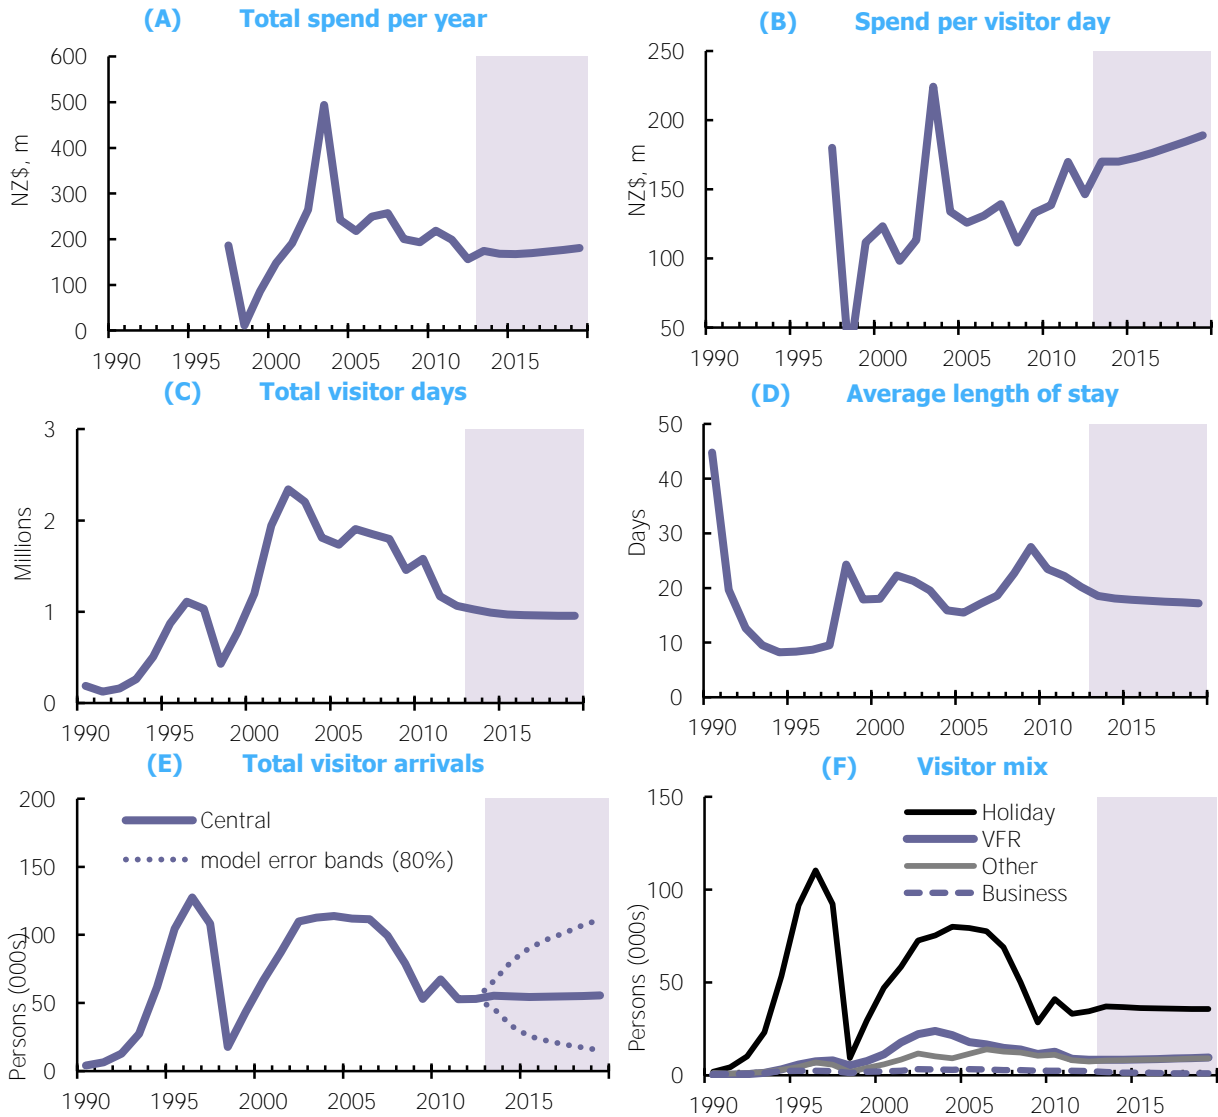 (A) Total spend per year
NZ$, m
600
500
400
300
200
100
0
1990 1995 2000 2005 2010 2015
(B) Spend per visitor day
NZ$, m
250
200
150
100
50
1990 1995 2000 2005 2010 2015
(C) Total visitor days
Millions
3
2
1
0
1990 1995 2000 2005 2010 2015
(D) Average length of stay
Days
50
40
30
20
10
0
1990 1995 2000 2005 2010 2015
(E) Total visitor arrivals
Persons (000s)
200
150
100
50
0
Central
model error bands (80%)
1990 1995 2000 2005 2010 2015
(F) Visitor mix
Persons (000s)
150
100
50
0
Holiday
VFR
Other
Business
1990 1995 2000 2005 2010 2015